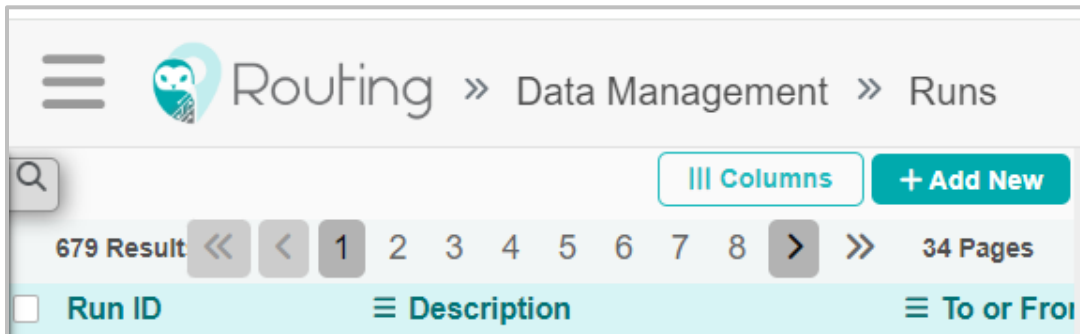 Routing » Data Management » Runs
Columns + Add New
679 Result « < 1 2 3 4 5 6 7 8 > » 34 Pages
Run ID Description To or Fro